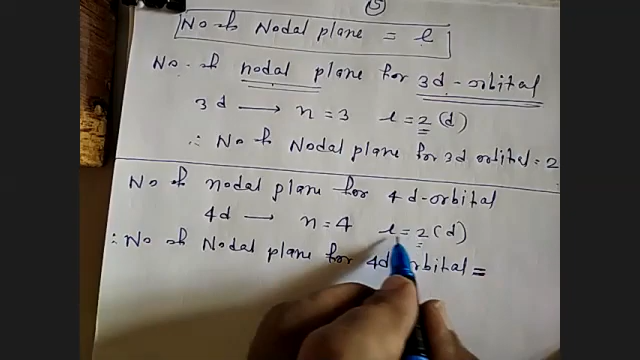 5
No of Nodal plane = l
No. of nodal plane for 3d-orbital
3d → n = 3 l = 2 (d)
∴ No of Nodal plane for 3d orbital = 2
No of nodal plane for 4d-orbital
4d → n = 4 l = 2 (d)
∴ No of Nodal plane for 4d orbital =